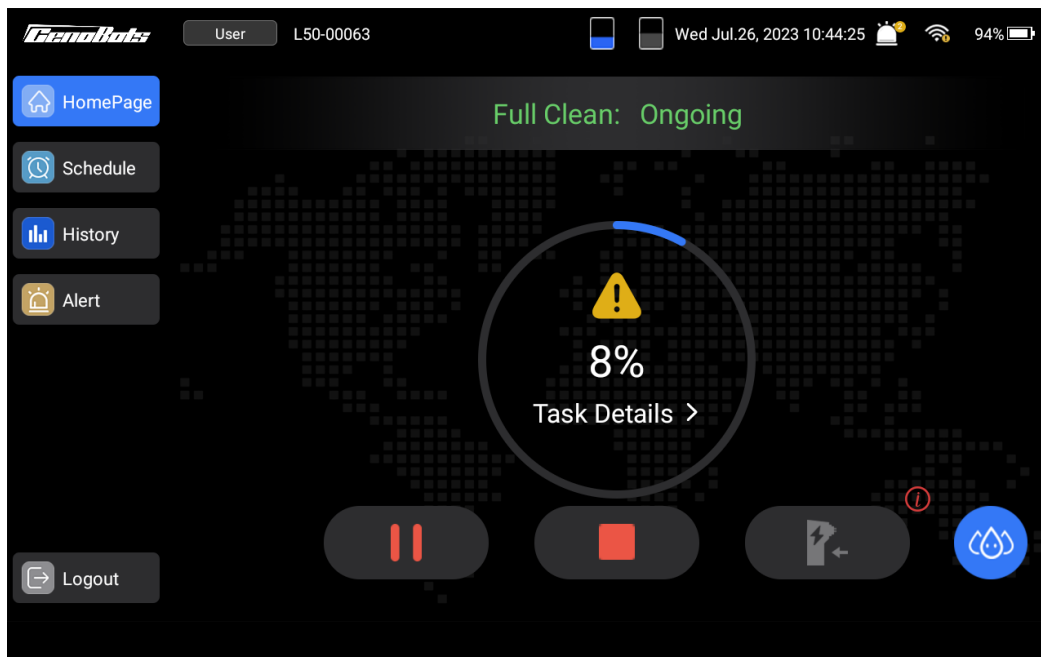 GenoBots
User
L50-00063
Wed Jul.26, 2023 10:44:25
2
94%
HomePage
Full Clean: Ongoing
Schedule
History
Alert
8%
Task Details >
i
Logout